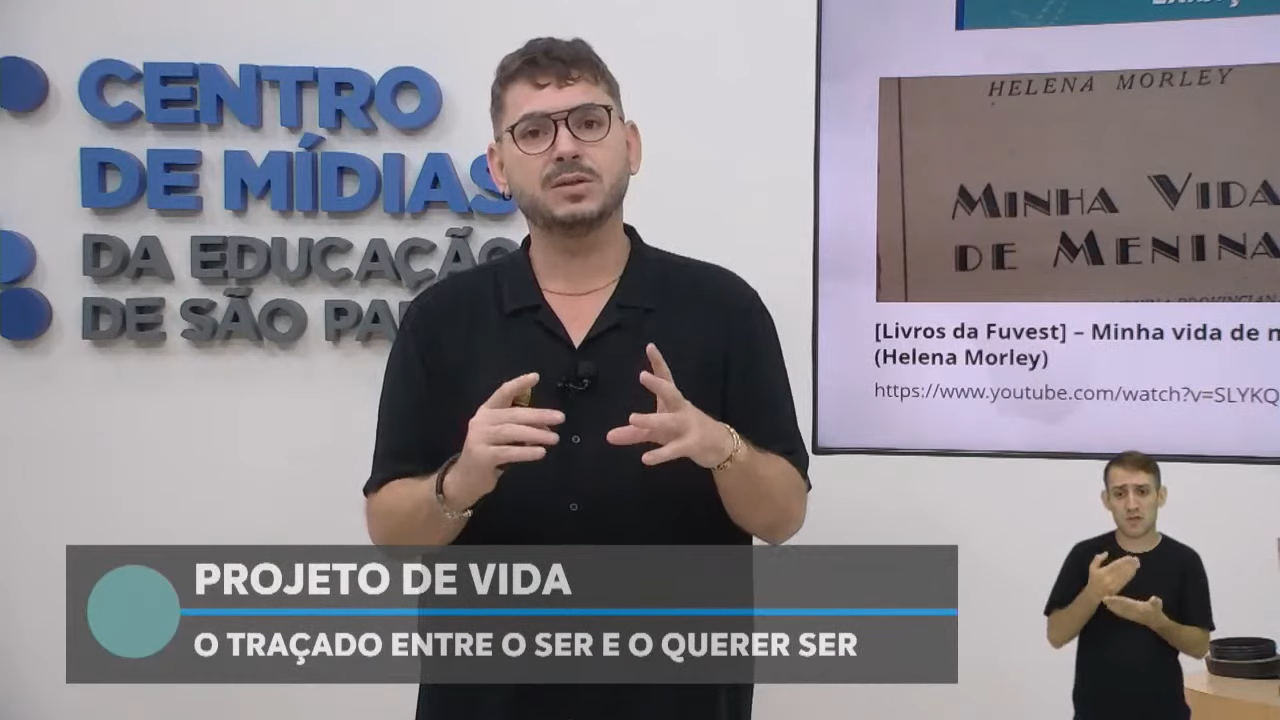 CENTRO
DE MÍDIAS
DA EDUCAÇÃO
DE SÃO
HELENA MORLEY
MINHA VIDA
DE MENINA
[Livros da Fuvest] – Minha vida de
(Helena Morley)
https://www.youtube.com/watch?v=SLYKQ
PROJETO DE VIDA
O TRAÇADO ENTRE O SER E O QUERER SER